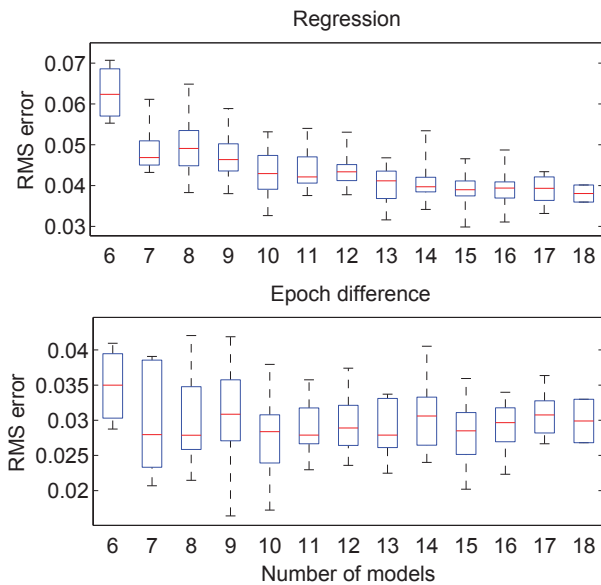 Regression
RMS error
0.07
0.06
0.05
0.04
0.03
6 7 8 9 10 11 12 13 14 15 16 17 18
Epoch difference
RMS error
0.04
0.035
0.03
0.025
0.02
6 7 8 9 10 11 12 13 14 15 16 17 18
Number of models